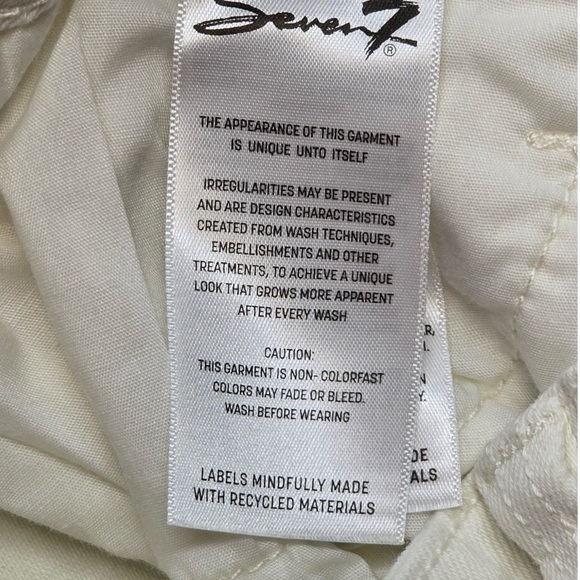 Seven7®
THE APPEARANCE OF THIS GARMENT
IS UNIQUE UNTO ITSELF
IRREGULARITIES MAY BE PRESENT
AND ARE DESIGN CHARACTERISTICS
CREATED FROM WASH TECHNIQUES,
EMBELLISHMENTS AND OTHER
TREATMENTS, TO ACHIEVE A UNIQUE
LOOK THAT GROWS MORE APPARENT
AFTER EVERY WASH
CAUTION:
THIS GARMENT IS NON- COLORFAST
COLORS MAY FADE OR BLEED.
WASH BEFORE WEARING
LABELS MINDFULLY MADE
WITH RECYCLED MATERIALS